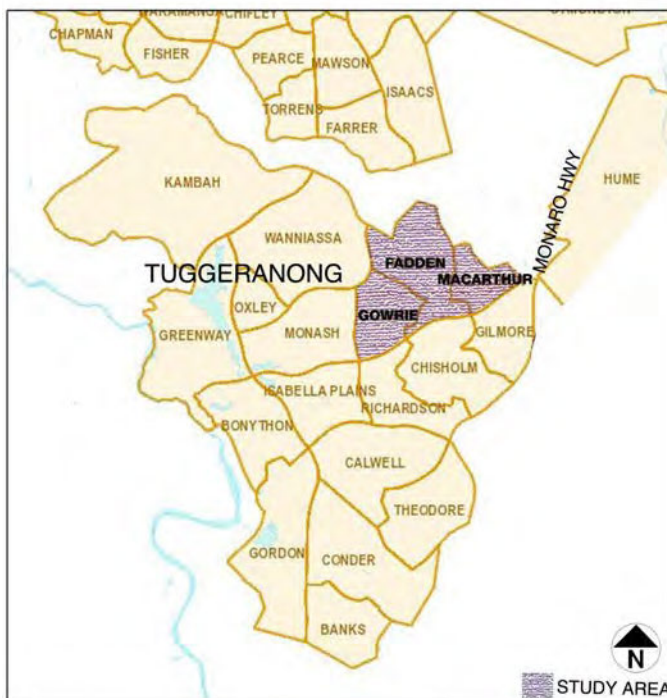 WARAMANGA
CHIFLEY
CHAPMAN
FISHER
PEARCE
MAWSON
ISAACS
TORRENS
FARRER
HUME
MONARO HWY
KAMBAH
WANNIASSA
FADDEN
TUGGERANONG
MACARTHUR
OXLEY
GOWRIE
GREENWAY
MONASH
GILMORE
CHISHOLM
ISABELLA PLAINS
RICHARDSON
BONYTHON
CALWELL
THEODORE
GORDON
CONDER
BANKS
N
STUDY AREA